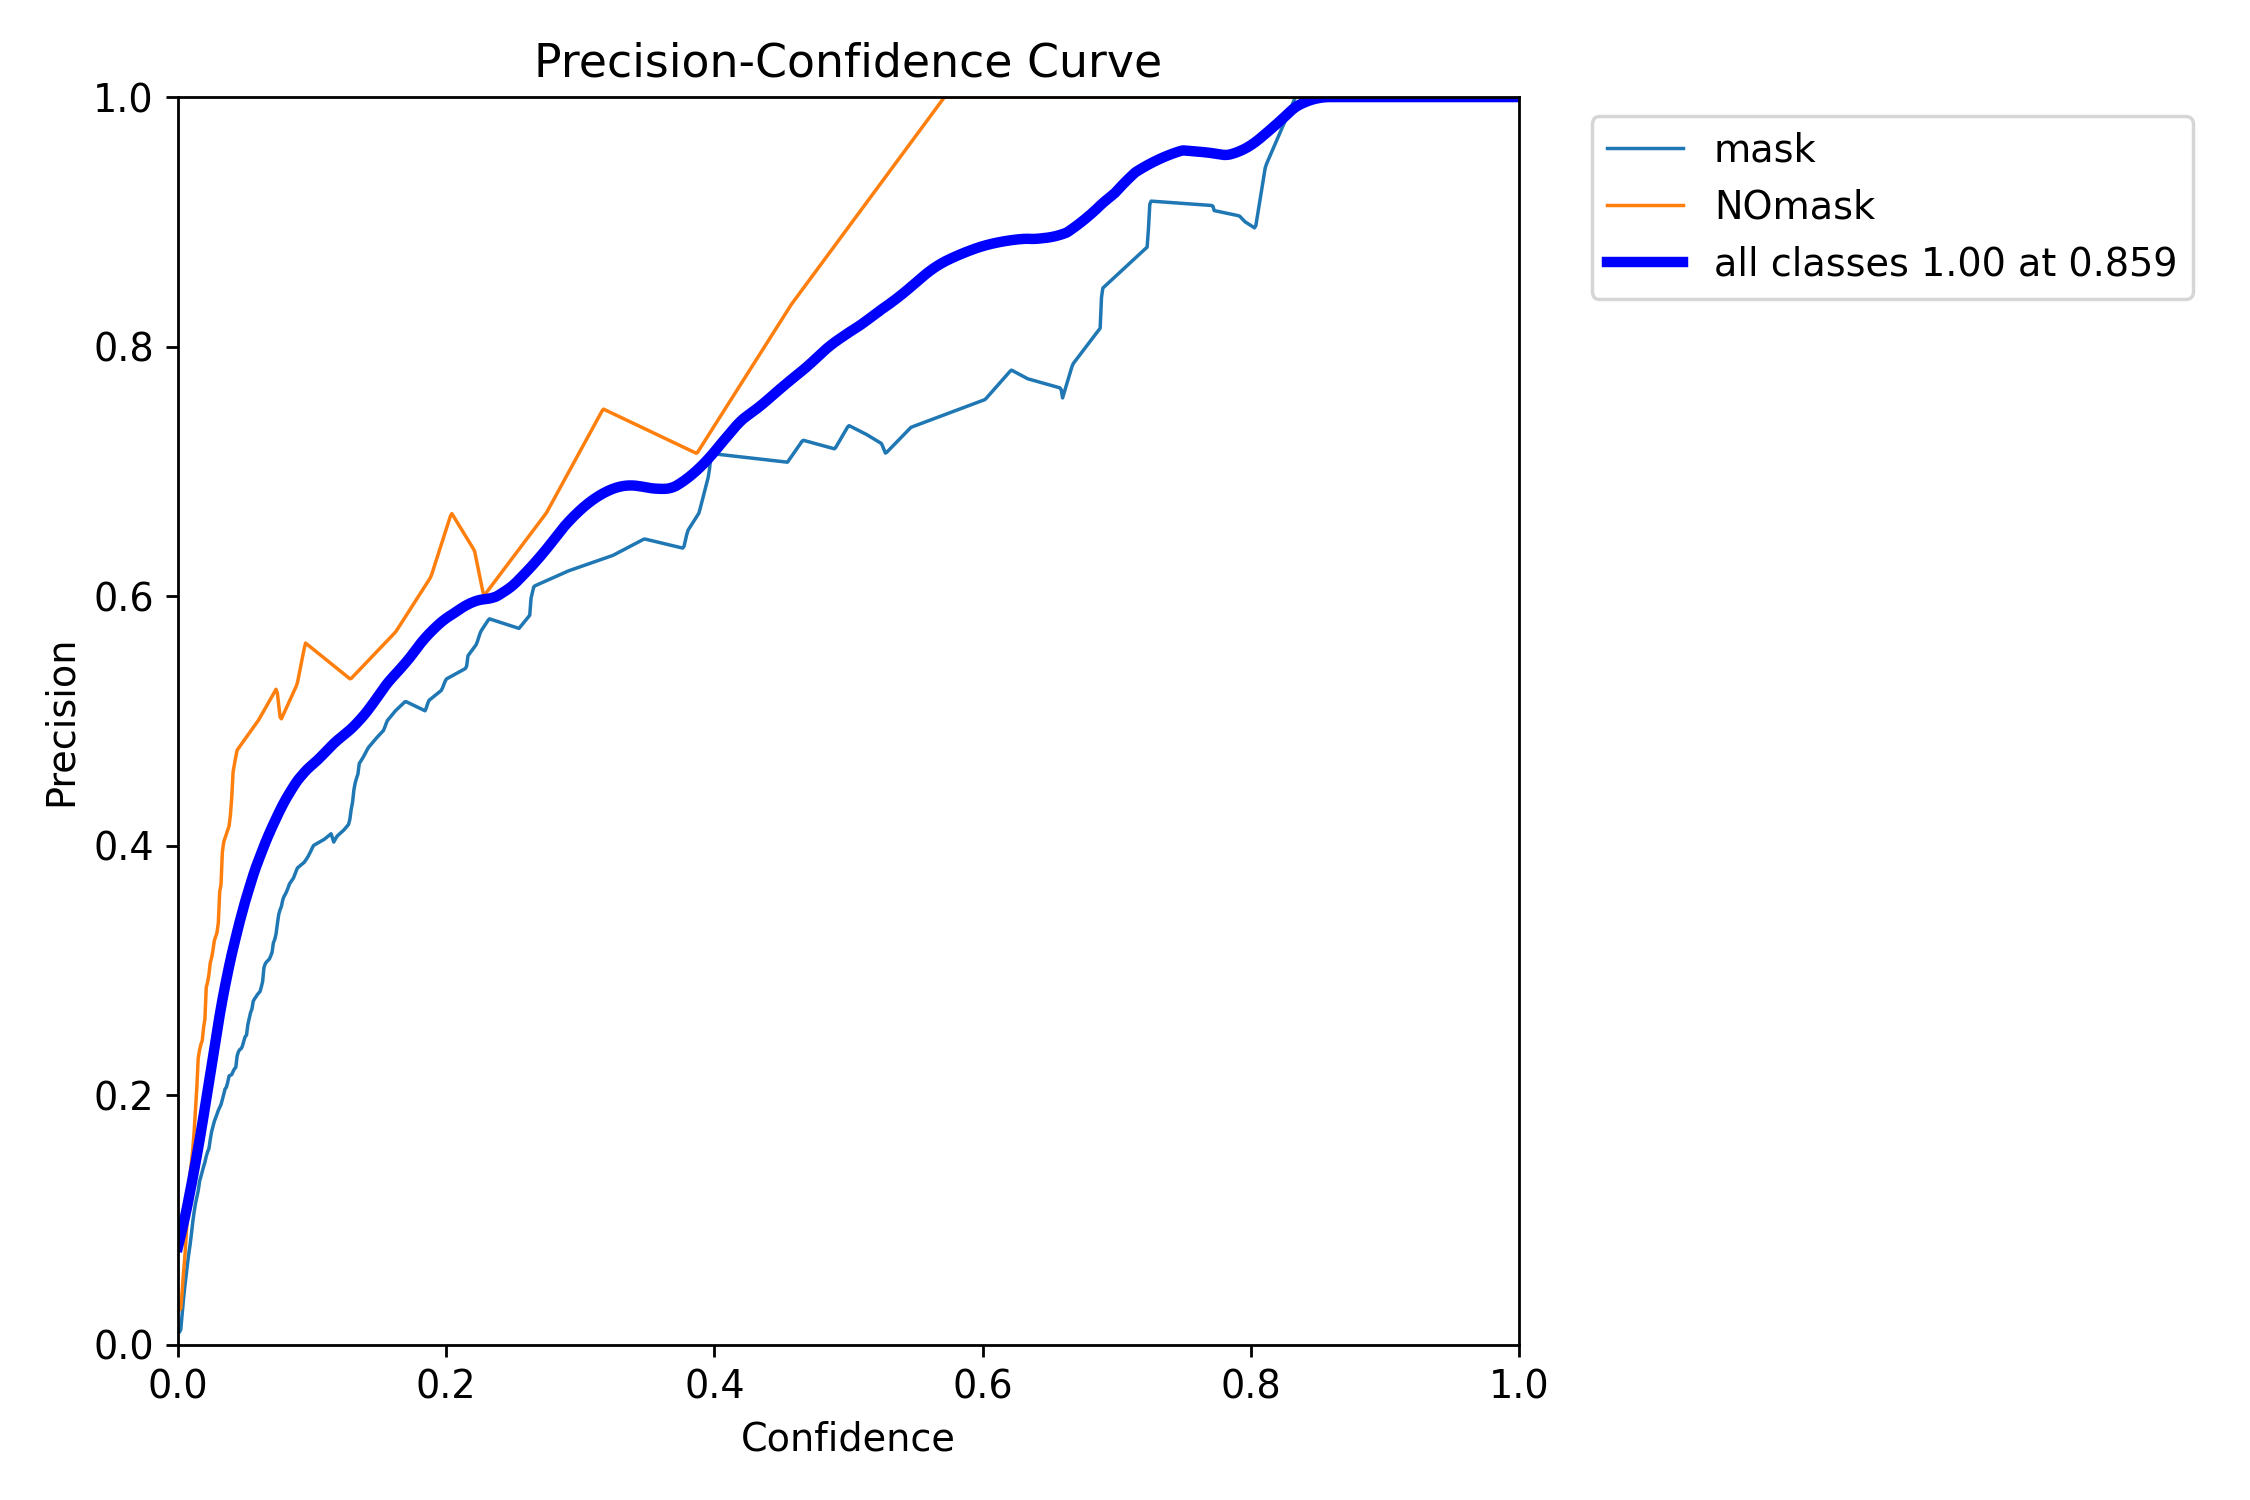 Precision-Confidence Curve
1.0
0.8
0.6
0.4
0.2
0.0
Precision
0.0 0.2 0.4 0.6 0.8 1.0
Confidence
mask
NOmask
all classes 1.00 at 0.859